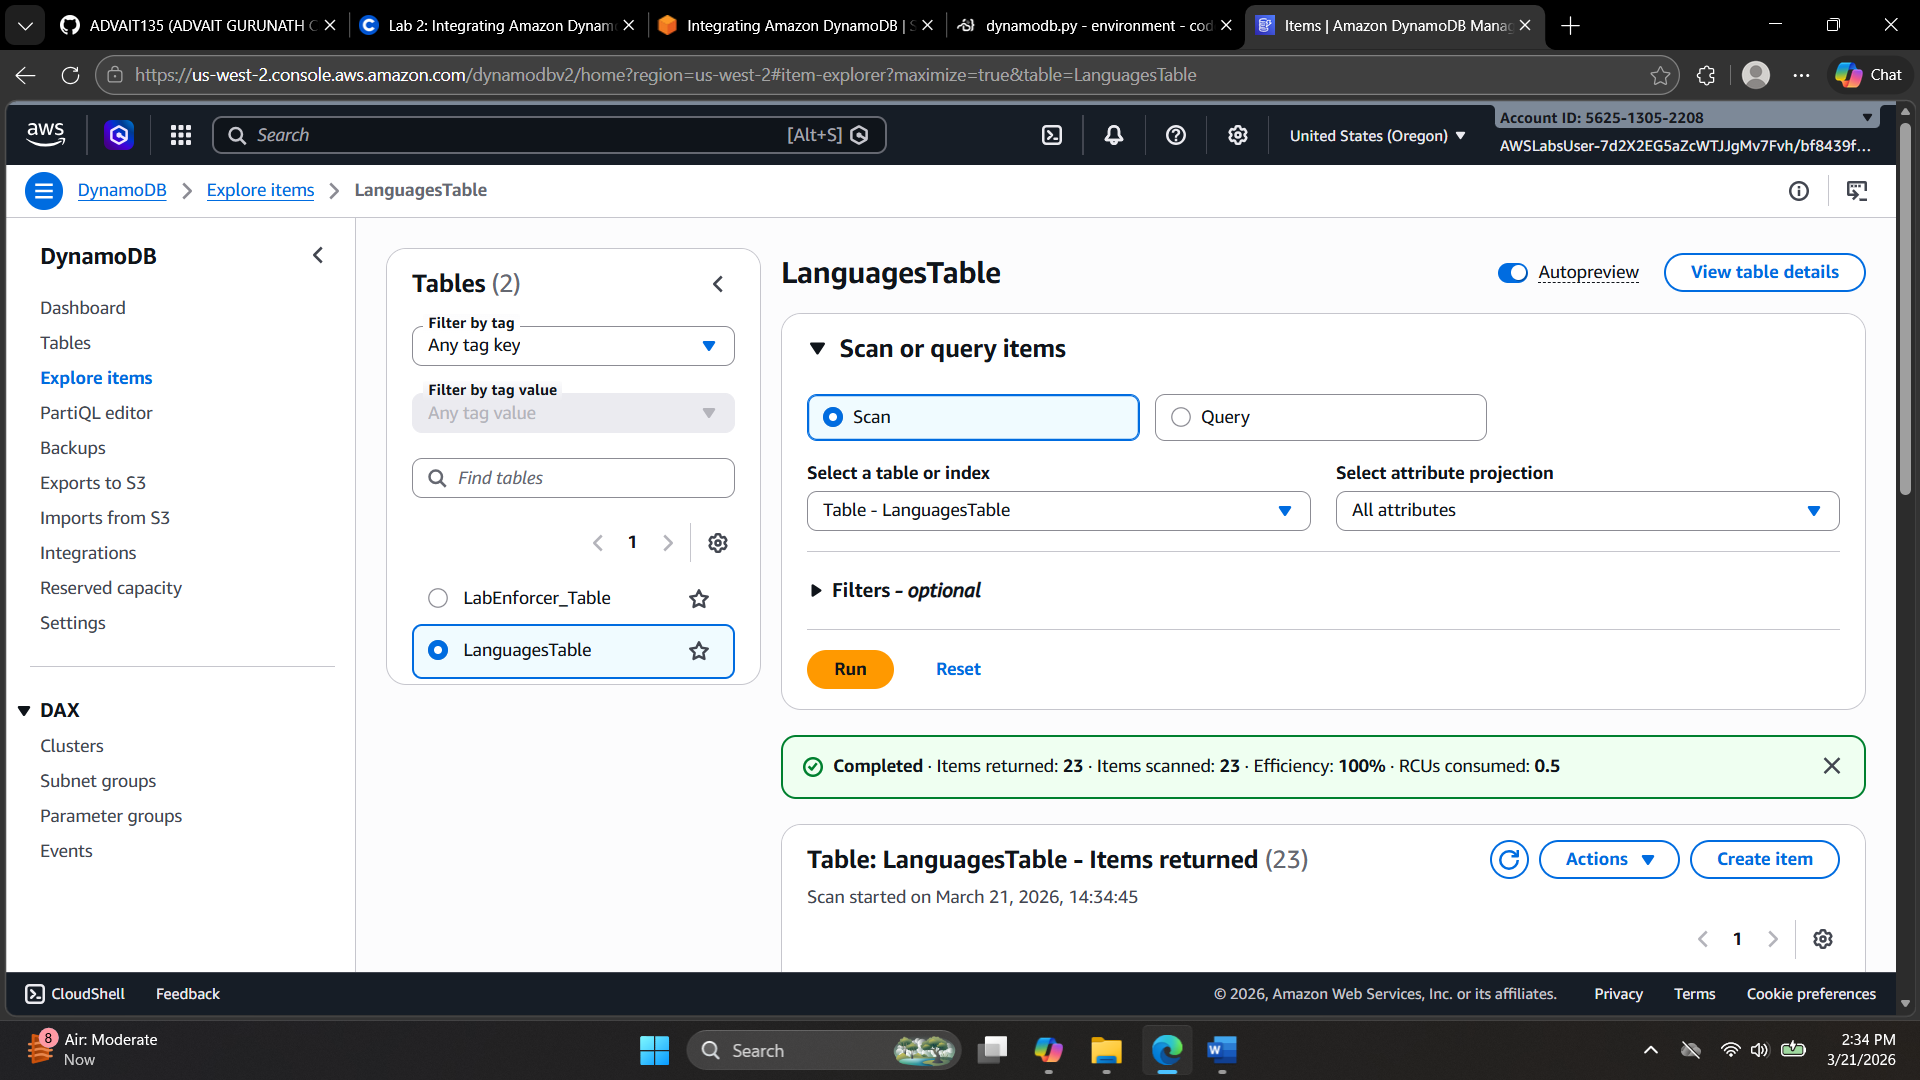 ADVAIT135 (ADVAIT GURUNATH C
Lab 2: Integrating Amazon Dynam
Integrating Amazon DynamoDB | S
dynamodb.py - environment - cod
Items | Amazon DynamoDB Manag
https://us-west-2.console.aws.amazon.com/dynamodbv2/home?region=us-west-2#item-explorer?maximize=true&table=LanguagesTable
Chat
aws
Search
[Alt+S]
United States (Oregon)
Account ID: 5625-1305-2208
AWSLabsUser-7d2X2EG5aZcWTJJgMv7Fvh/bf8439f...
DynamoDB
Explore items
LanguagesTable
DynamoDB
Dashboard
Tables
Explore items
PartiQL editor
Backups
Exports to S3
Imports from S3
Integrations
Reserved capacity
Settings
DAX
Clusters
Subnet groups
Parameter groups
Events
Tables (2)
Filter by tag
Any tag key
Filter by tag value
Any tag value
Find tables
1
LabEnforcer_Table
LanguagesTable
LanguagesTable
Autopreview
View table details
Scan or query items
Scan
Query
Select a table or index
Table - LanguagesTable
Select attribute projection
All attributes
Filters - optional
Run
Reset
Completed · Items returned: 23 · Items scanned: 23 · Efficiency: 100% · RCUs consumed: 0.5
Table: LanguagesTable - Items returned (23)
Scan started on March 21, 2026, 14:34:45
Actions
Create item
1
CloudShell
Feedback
© 2026, Amazon Web Services, Inc. or its affiliates.
Privacy
Terms
Cookie preferences
8
Air: Moderate
Now
Search
2:34 PM
3/21/2026